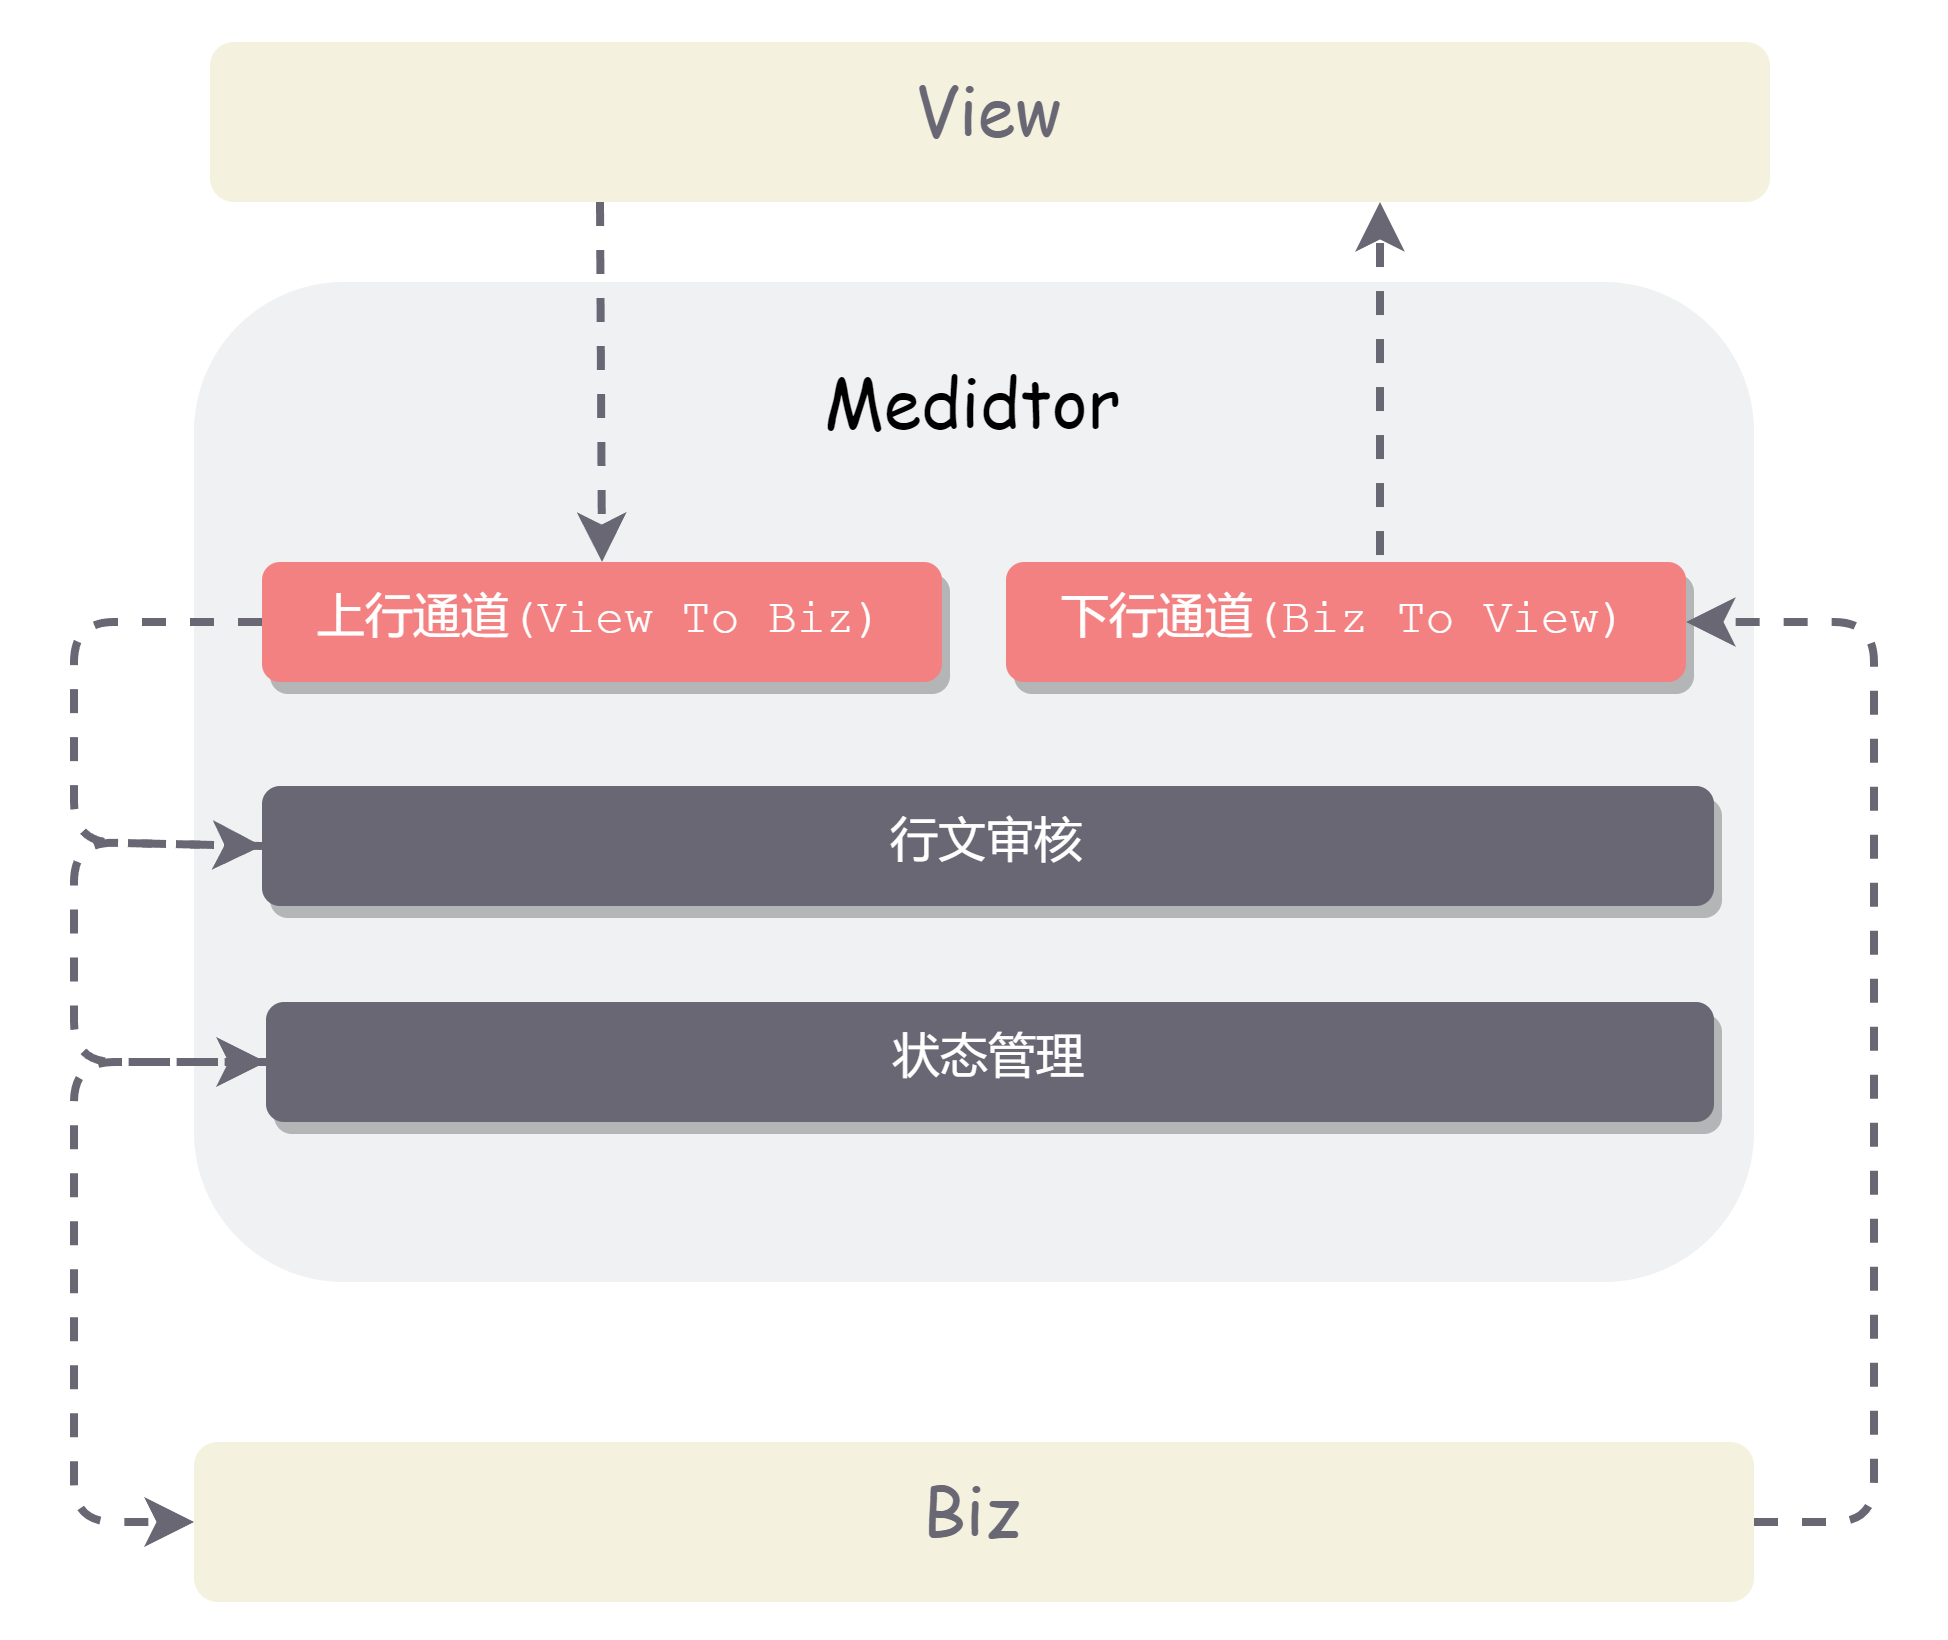 View
Medidtor
上行通道(View To Biz)
下行通道(Biz To View)
行文审核
状态管理
Biz